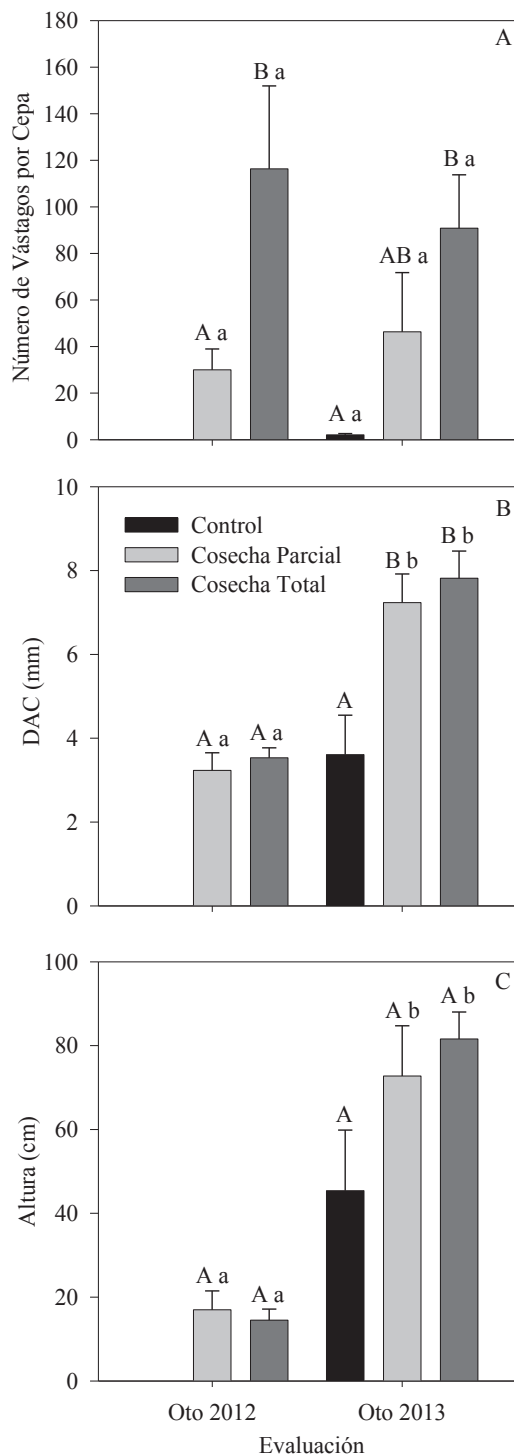 A
180
160
140
120
100
80
60
40
20
0
Número de Vástagos por Cepa
A a
B a
A a
AB a
B a
B
10
8
6
4
2
0
DAC (mm)
Control
Cosecha Parcial
Cosecha Total
A a
A a
A
B b
B b
C
100
80
60
40
20
0
Altura (cm)
A a
A a
A
A b
A b
Oto 2012
Oto 2013
Evaluación